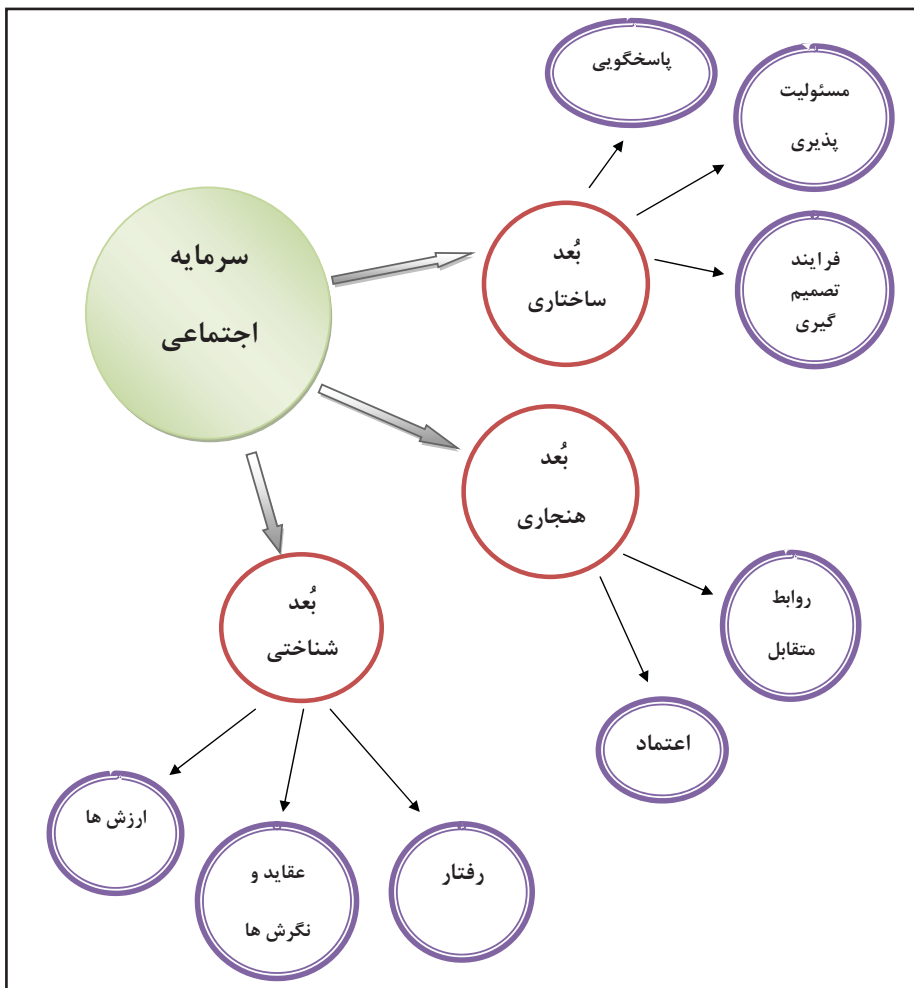 پاسخگویی
مسئولیت
پذیری
سرمایه
اجتماعی
بُعد
ساختاری
فرایند
تصمیم
گیری
بُعد
هنجاری
روابط
متقابل
اعتماد
بُعد
شناختی
ارزش ها
عقاید و
نگرش ها
رفتار